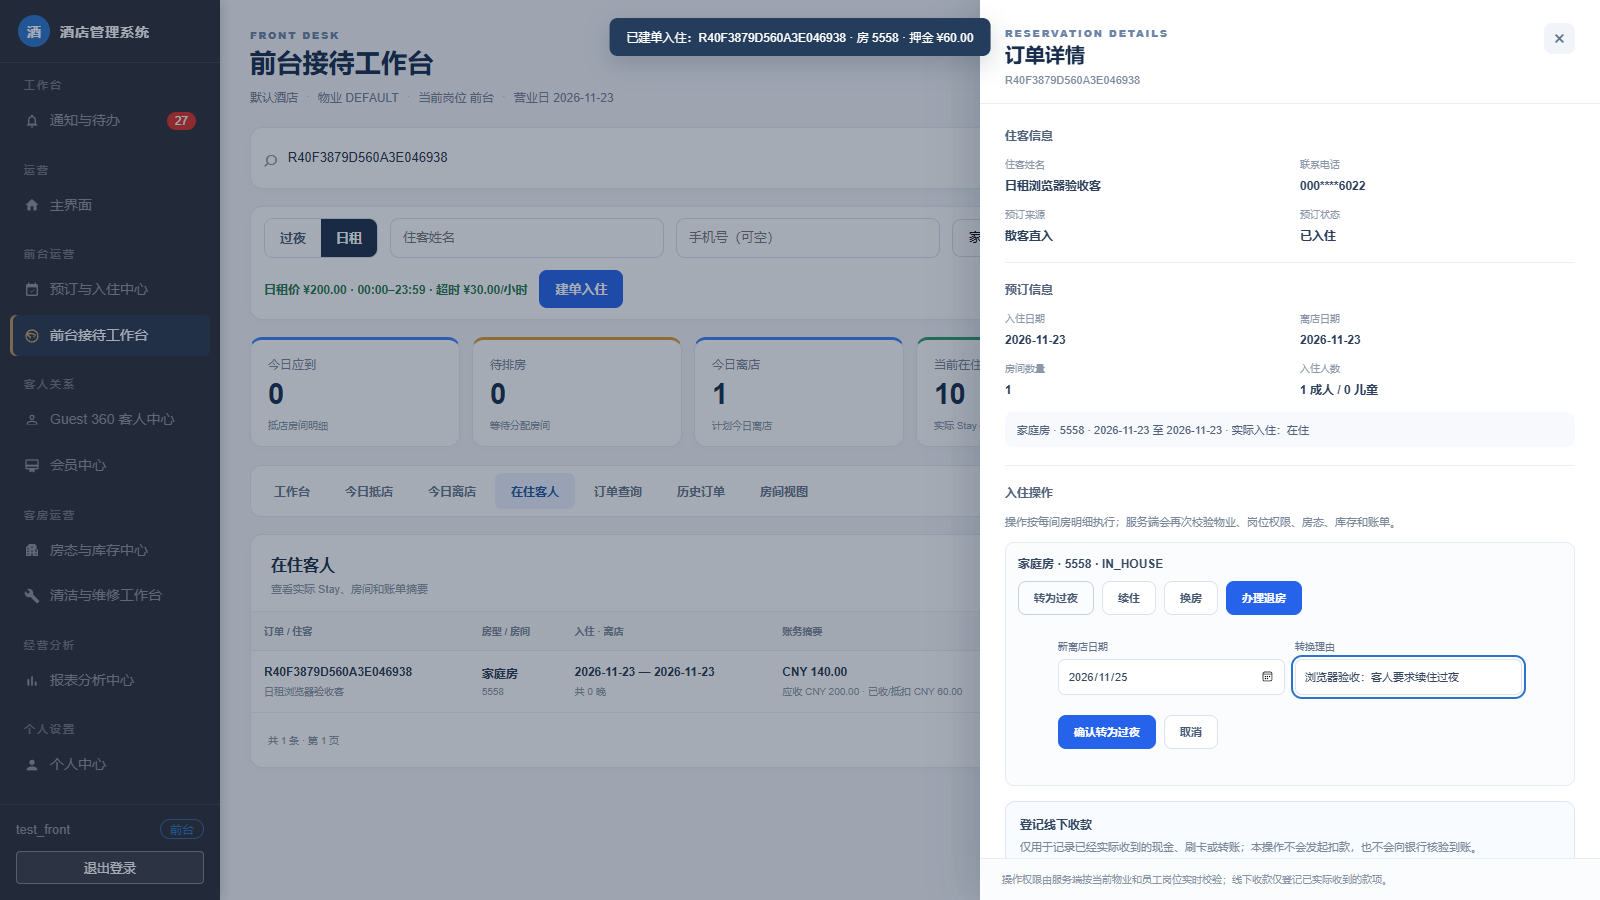 酒 酒店管理系统
工作台
通知与待办 27
运营
主界面
前台运营
预订与入住中心
前台接待工作台
客人关系
Guest 360 客人中心
会员中心
客房运营
房态与库存中心
清洁与维修工作台
经营分析
报表分析中心
个人设置
个人中心
test_front 前台
退出登录
FRONT DESK
前台接待工作台
默认酒店 · 物业 DEFAULT · 当前岗位 前台 · 营业日 2026-11-23
已建单入住：R40F3879D560A3E046938 · 房 5558 · 押金 ¥60.00
R40F3879D560A3E046938
过夜 日租 住客姓名 手机号（可空） 家
日租价 ¥200.00 · 00:00–23:59 · 超时 ¥30.00/小时 建单入住
今日应到 待排房 今日离店 当前在住
0 0 1 10
抵店房间明细 等待分配房间 计划今日离店 实际 Stay
工作台 今日抵店 今日离店 在住客人 订单查询 历史订单 房间视图
在住客人
查看实际 Stay、房间和账单摘要
订单 / 住客 房型 / 房间 入住 · 离店 账务摘要
R40F3879D560A3E046938 家庭房 2026-11-23 — 2026-11-23 CNY 140.00
日租浏览器验收客 5558 共 0 晚 应收 CNY 200.00 · 已收/抵扣 CNY 60.00
共 1 条 · 第 1 页
RESERVATION DETAILS
订单详情
R40F3879D560A3E046938
住客信息
住客姓名 联系电话
日租浏览器验收客 000****6022
预订来源 预订状态
散客直入 已入住
预订信息
入住日期 离店日期
2026-11-23 2026-11-23
房间数量 入住人数
1 1 成人 / 0 儿童
家庭房 · 5558 · 2026-11-23 至 2026-11-23 · 实际入住：在住
入住操作
操作按每间房明细执行；服务端会再次校验物业、岗位权限、房态、库存和账单。
家庭房 · 5558 · IN_HOUSE
转为过夜 续住 换房 办理退房
新离店日期 转换理由
2026/11/25 浏览器验收：客人要求续住过夜
确认转为过夜 取消
登记线下收款
仅用于记录已经实际收到的现金、刷卡或转账；本操作不会发起扣款，也不会向银行核验到账。
操作权限由服务端按当前物业和员工岗位实时校验；线下收款仅登记已实际收到的款项。